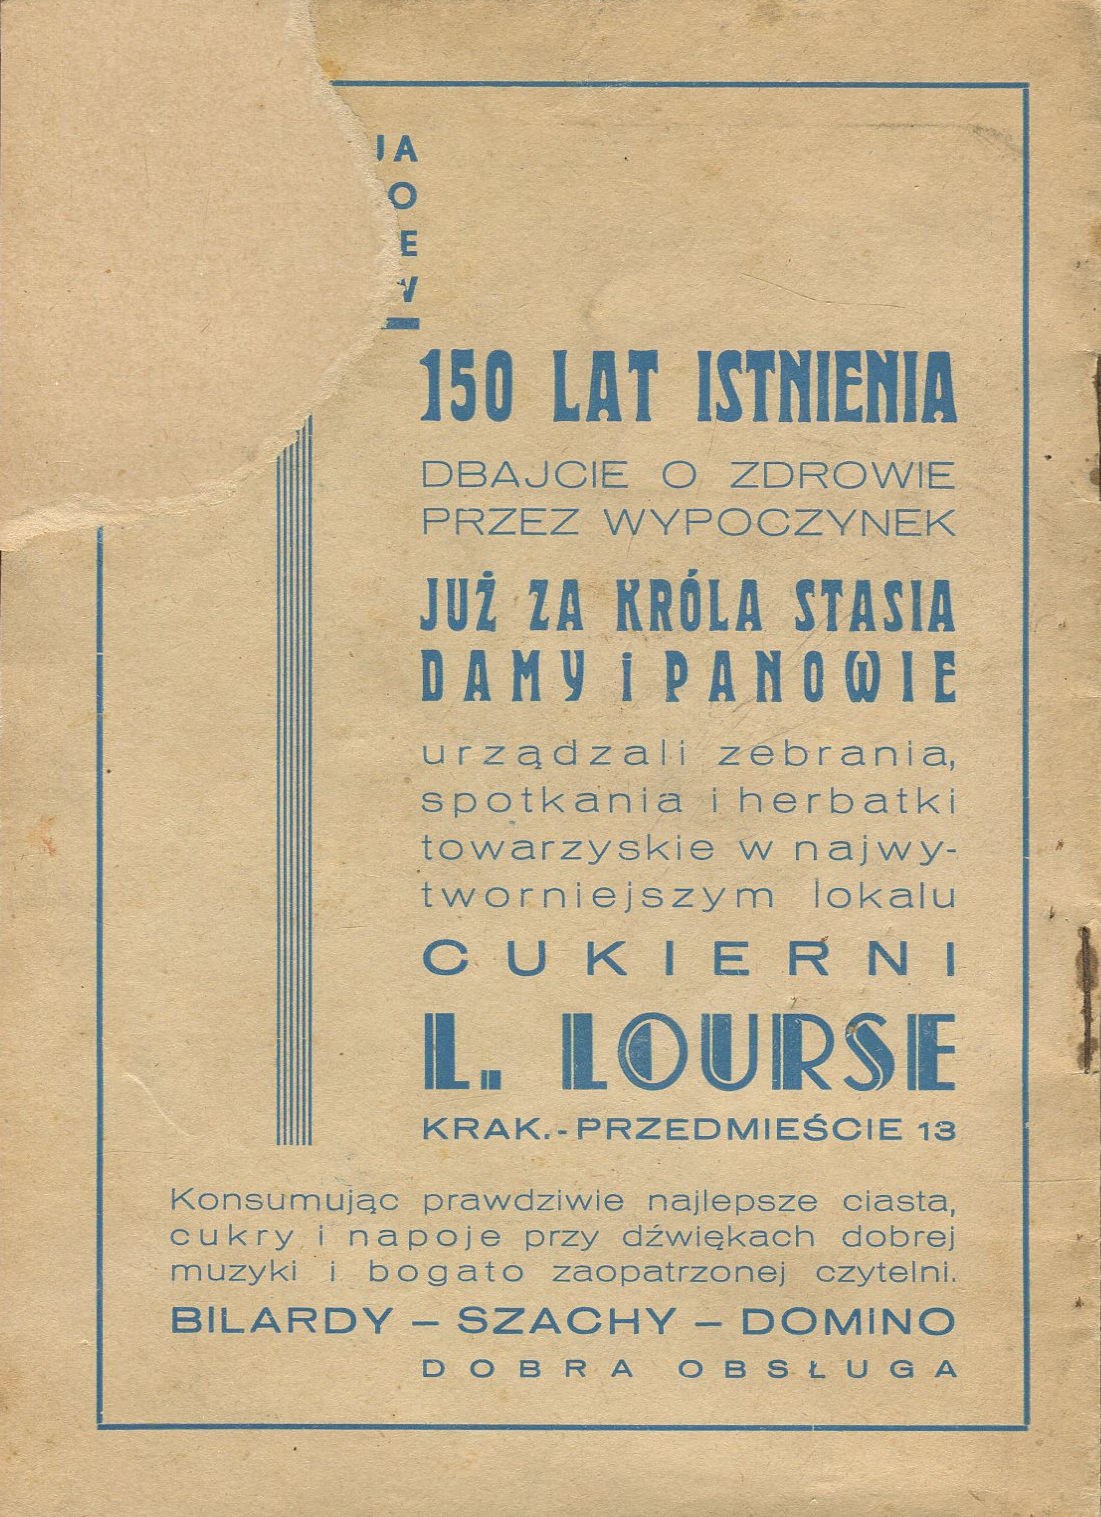 IA
O
E
W
150 LAT ISTNIENIA
DBAJCIE O ZDROWIE
PRZEZ WYPOCZYNEK
JUŻ ZA KRÓLA STASIA
DAMY i PANOWIE
urządzali zebrania,
spotkania i herbatki
towarzyskie w najwy-
tworniejszym lokalu
CUKIERNI
L. LOURSE
KRAK.-PRZEDMIEŚCIE 13
Konsumując prawdziwie najlepsze ciasta,
cukry i napoje przy dźwiękach dobrej
muzyki i bogato zaopatrzonej czytelni.
BILARDY – SZACHY – DOMINO
DOBRA OBSŁUGA